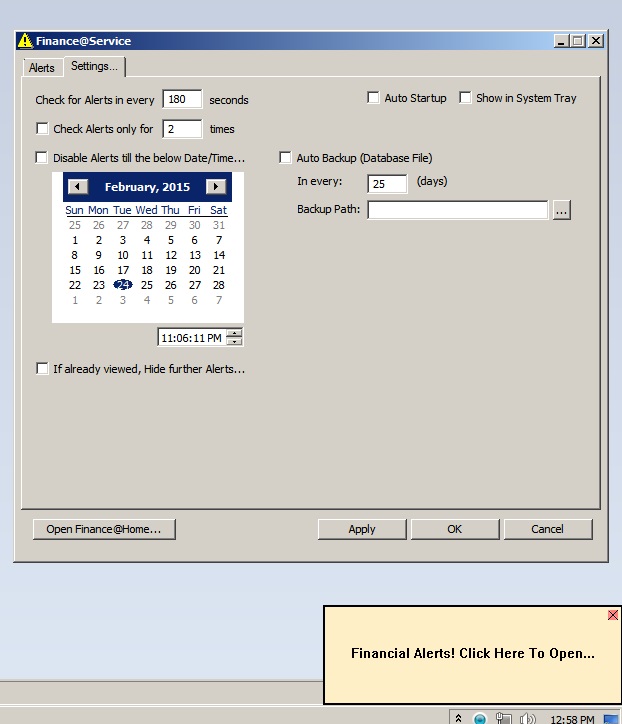 Finance@Service
Alerts Settings...
Check for Alerts in every 180 seconds
Auto Startup Show in System Tray
Check Alerts only for 2 times
Disable Alerts till the below Date/Time...
Auto Backup (Database File)
February, 2015
In every: 25 (days)
Backup Path: ...
Sun Mon Tue Wed Thu Fri Sat
25 26 27 28 29 30 31
1 2 3 4 5 6 7
8 9 10 11 12 13 14
15 16 17 18 19 20 21
22 23 24 25 26 27 28
1 2 3 4 5 6 7
11:06:11 PM
If already viewed, Hide further Alerts...
Open Finance@Home... Apply OK Cancel
Financial Alerts! Click Here To Open...
12:58 PM